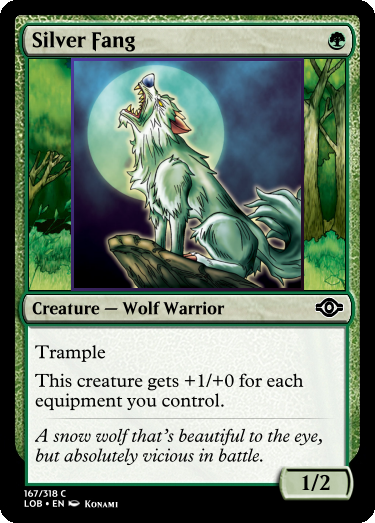 Silver Fang
Creature — Wolf Warrior
Trample
This creature gets +1/+0 for each
equipment you control.
A snow wolf that's beautiful to the eye,
but absolutely vicious in battle.
1/2
167/318 C
LOB • EN Konami